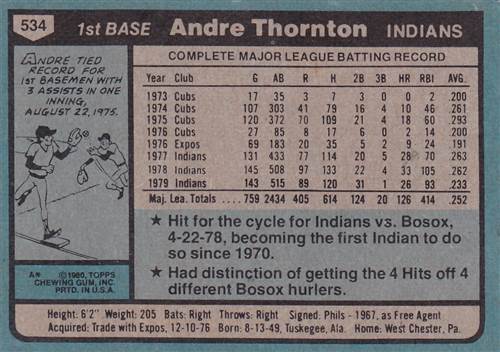 534 1st BASE Andre Thornton INDIANS
ANDRE TIED
RECORD FOR
1ST BASEMEN WITH
3 ASSISTS IN ONE
INNING,
AUGUST 22, 1975.
COMPLETE MAJOR LEAGUE BATTING RECORD
Year Club G AB R H 2B 3B HR RBI AVG.
1973 Cubs 17 35 3 7 3 0 0 2 .200
1974 Cubs 107 303 41 79 16 4 10 46 .261
1975 Cubs 120 372 70 109 21 4 18 60 .293
1976 Cubs 27 85 8 17 6 0 2 14 .200
1976 Expos 69 183 20 35 5 2 9 24 .191
1977 Indians 131 433 77 114 20 5 28 70 .263
1978 Indians 145 508 97 133 22 4 33 105 .262
1979 Indians 143 515 89 120 31 1 26 93 .233
Maj. Lea. Totals 759 2434 405 614 124 20 126 414 .252
★ Hit for the cycle for Indians vs. Bosox,
4-22-78, becoming the first Indian to do
so since 1970.
★ Had distinction of getting the 4 Hits off 4
different Bosox hurlers.
A* ©1980, TOPPS
CHEWING GUM, INC.
PRTD. IN U.S.A.
Height: 6'2" Weight: 205 Bats: Right Throws: Right Signed: Phils - 1967, as Free Agent
Acquired: Trade with Expos, 12-10-76 Born: 8-13-49, Tuskegee, Ala. Home: West Chester, Pa.